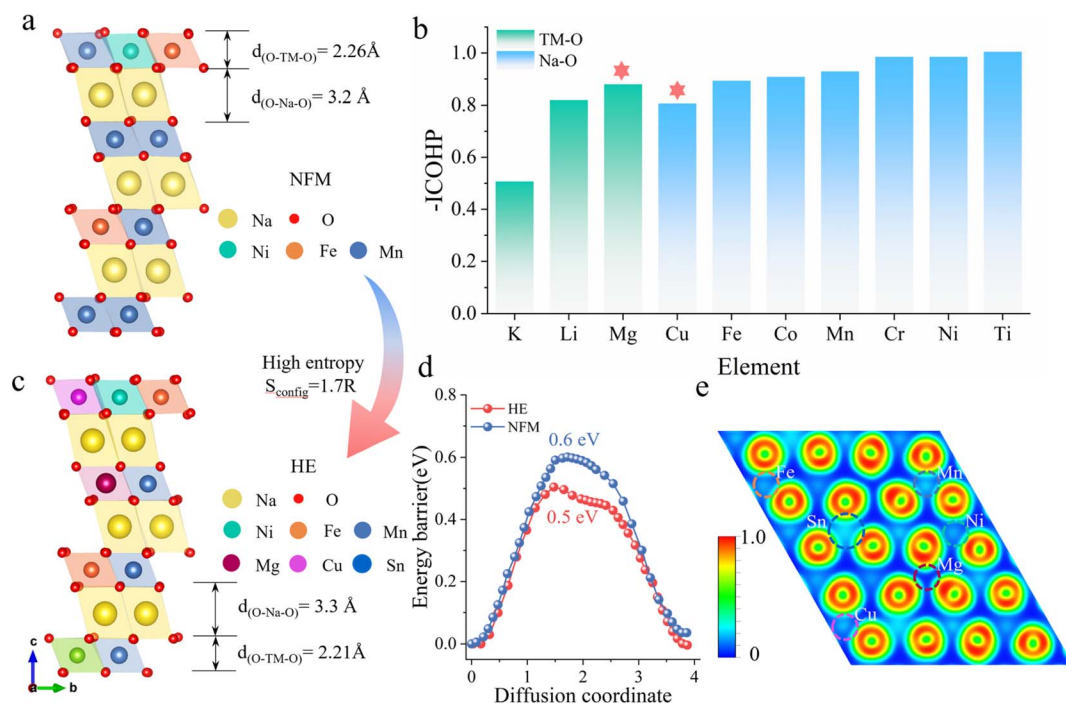 a
d(O-TM-O)= 2.26Å
d(O-Na-O)= 3.2 Å
NFM
Na O
Ni Fe Mn
High entropy
Sconfig=1.7R
b
TM-O
Na-O
-ICOHP
1.0
0.8
0.6
0.4
0.2
0.0
K Li Mg Cu Fe Co Mn Cr Ni Ti
Element
c
HE
Na O
Ni Fe Mn
Mg Cu Sn
d(O-Na-O)= 3.3 Å
d(O-TM-O)= 2.21Å
c
a b
d
HE
NFM
0.6 eV
0.5 eV
Energy barrier(eV)
0.8
0.6
0.4
0.2
0.0
0 1 2 3 4
Diffusion coordinate
e
Fe Mn
Sn Ni
Mg
Cu
1.0
0